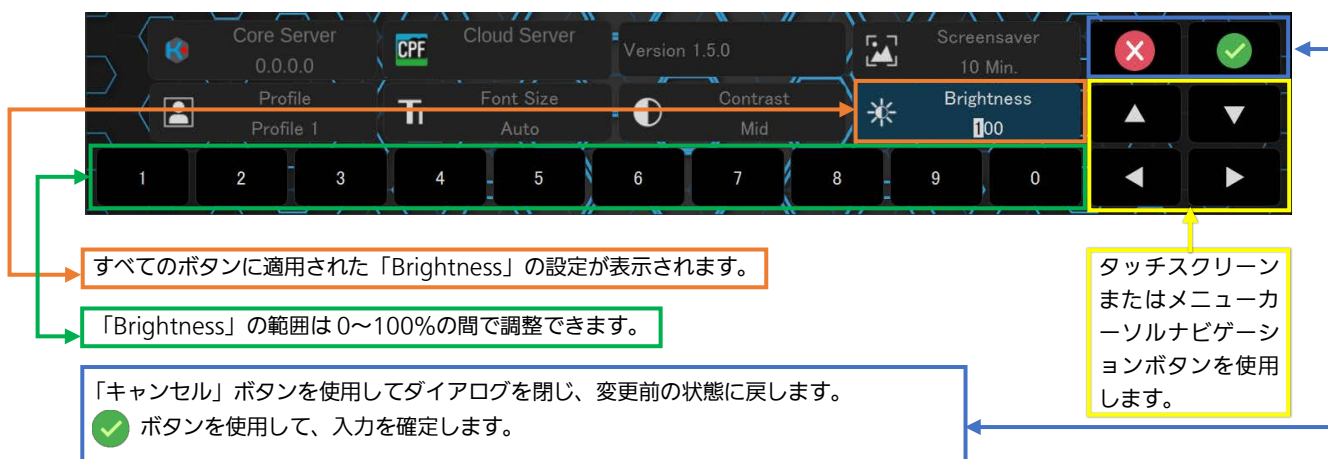 Core Server
0.0.0.0
CPF
Cloud Server
Version 1.5.0
Screensaver
10 Min.
Profile
Profile 1
Font Size
Auto
Contrast
Mid
Brightness
100
1 2 3 4 5 6 7 8 9 0
すべてのボタンに適用された「Brightness」の設定が表示されます。
「Brightness」の範囲は 0～100%の間で調整できます。
「キャンセル」ボタンを使用してダイアログを閉じ、変更前の状態に戻します。
ボタンを使用して、入力を確定します。
タッチスクリーン
またはメニューカ
ーソルナビゲーシ
ョンボタンを使用
します。